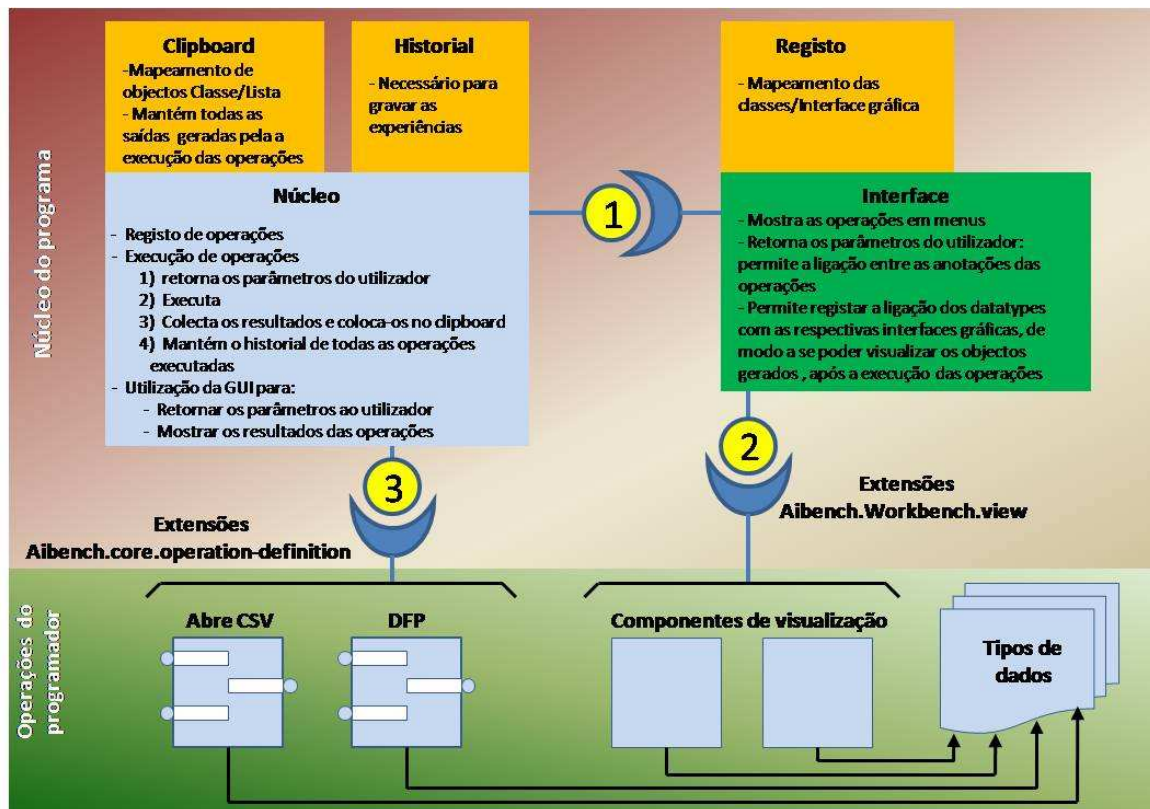 Clipboard
-Mapeamento de
objectos Classe/Lista
- Mantém todas as
saídas geradas pela a
execução das operações
Historial
- Necessário para
gravar as
experiências
Registo
- Mapeamento das
classes/Interface gráfica
Núcleo do programa
Núcleo
- Registo de operações
- Execução de operações
1) retorna os parâmetros do utilizador
2) Executa
3) Colecta os resultados e coloca-os no clipboard
4) Mantém o historial de todas as operações
executadas
- Utilização da GUI para:
- Retornar os parâmetros ao utilizador
- Mostrar os resultados das operações
1
Interface
- Mostra as operações em menus
- Retorna os parâmetros do utilizador:
permite a ligação entre as anotações das
operações
- Permite registar a ligação dos datatypes
com as respectivas interfaces gráficas, de
modo a se poder visualizar os objectos
gerados , após a execução das operações
3
2
Extensões
Aibench.core.operation-definition
Extensões
Aibench.Workbench.view
Operações do
programador
Abre CSV
DFP
Componentes de visualização
Tipos de
dados